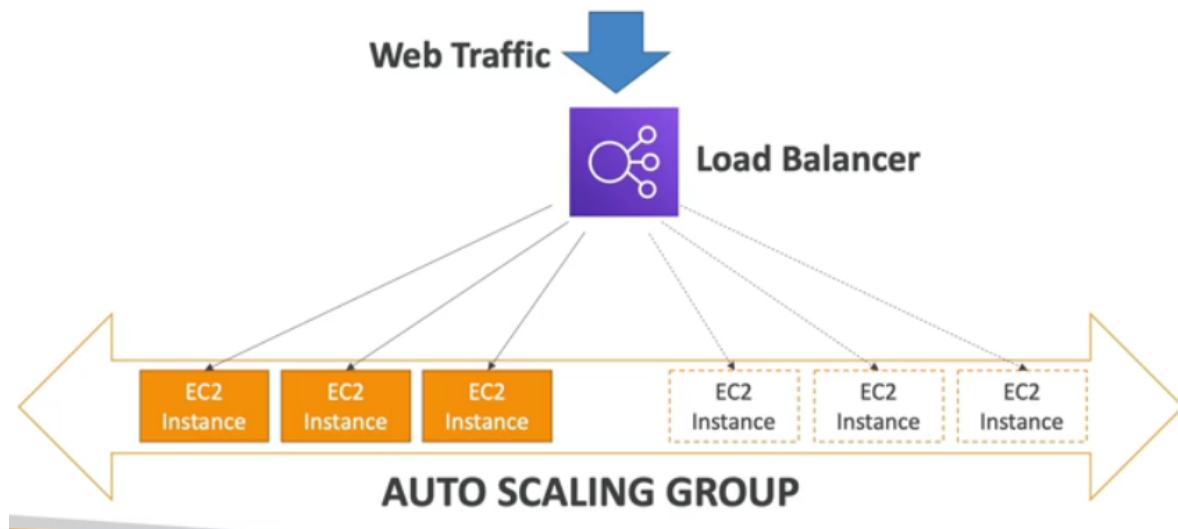 Web Traffic
Load Balancer
EC2
Instance
EC2
Instance
EC2
Instance
EC2
Instance
EC2
Instance
EC2
Instance
AUTO SCALING GROUP